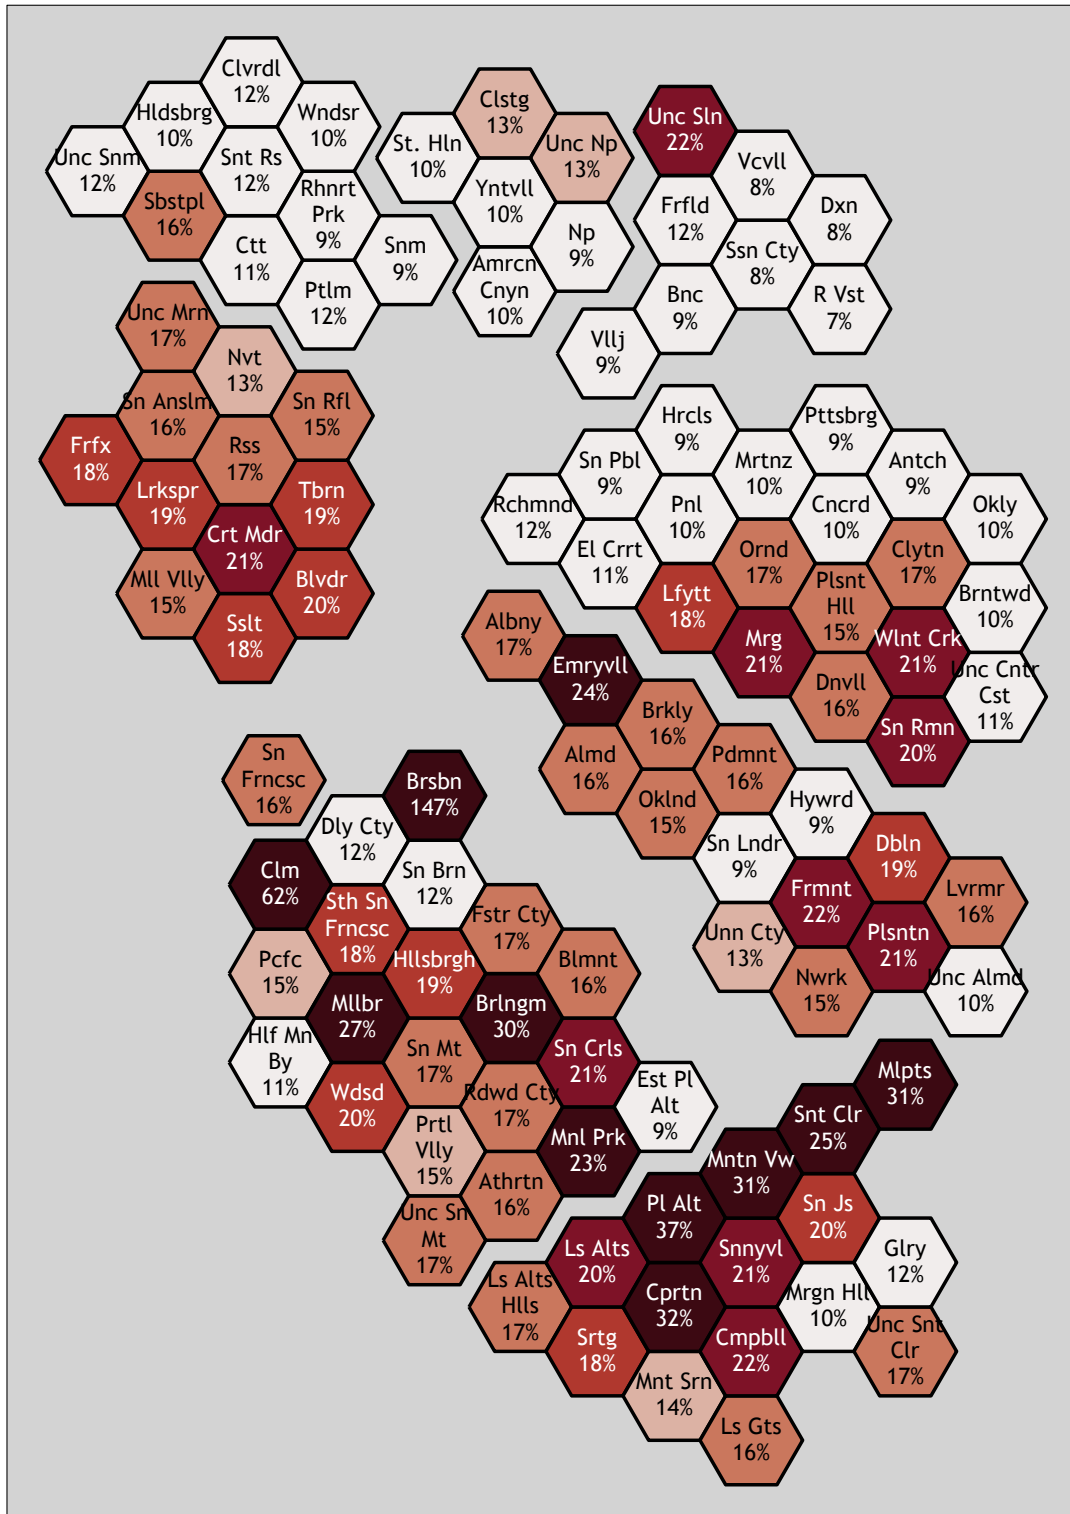 Clvrdl
12%
Hldsbrg
10%
Wndsr
10%
Unc Snm
12%
Snt Rs
12%
Sbstpl
16%
Rhnrt
Prk
9%
Ctt
11%
Snm
9%
Ptlm
12%
Clstg
13%
St. Hln
10%
Unc Np
13%
Yntvll
10%
Np
9%
Amrcn
Cnyn
10%
Unc Sln
22%
Vcvll
8%
Frfld
12%
Dxn
8%
Ssn Cty
8%
Bnc
9%
R Vst
7%
Vllj
9%
Unc Mrn
17%
Nvt
13%
Sn Anslm
16%
Sn Rfl
15%
Frfx
18%
Rss
17%
Lrkspr
19%
Tbrn
19%
Crt Mdr
21%
Mll Vlly
15%
Blvdr
20%
Sslt
18%
Hrcls
9%
Pttsbrg
9%
Sn Pbl
9%
Mrtnz
10%
Antch
9%
Rchmnd
12%
Pnl
10%
Cncrd
10%
Okly
10%
El Crrt
11%
Ornd
17%
Clytn
17%
Lfytt
18%
Plsnt
Hll
15%
Brntwd
10%
Mrg
21%
Wlnt Crk
21%
Dnvll
16%
Unc Cntr
Cst
11%
Sn Rmn
20%
Albny
17%
Emryvll
24%
Brkly
16%
Almd
16%
Pdmnt
16%
Oklnd
15%
Hywrd
9%
Sn Lndr
9%
Dbln
19%
Frmnt
22%
Lvrmr
16%
Unn Cty
13%
Plsntn
21%
Nwrk
15%
Unc Almd
10%
Sn
Frncsc
16%
Brsbn
147%
Dly Cty
12%
Clm
62%
Sn Brn
12%
Sth Sn
Frncsc
18%
Fstr Cty
17%
Pcfc
15%
Hllsbrgh
19%
Blmnt
16%
Mllbr
27%
Brlngm
30%
Hlf Mn
By
11%
Sn Mt
17%
Sn Crls
21%
Wdsd
20%
Rdwd Cty
17%
Est Pl
Alt
9%
Prtl
Vlly
15%
Mnl Prk
23%
Athrtn
16%
Unc Sn
Mt
17%
Mlpts
31%
Snt Clr
25%
Mntn Vw
31%
Pl Alt
37%
Sn Js
20%
Ls Alts
20%
Snnyvl
21%
Glry
12%
Ls Alts
Hlls
17%
Cprtn
32%
Mrgn Hll
10%
Srtg
18%
Cmpbll
22%
Unc Snt
Clr
17%
Mnt Srn
14%
Ls Gts
16%